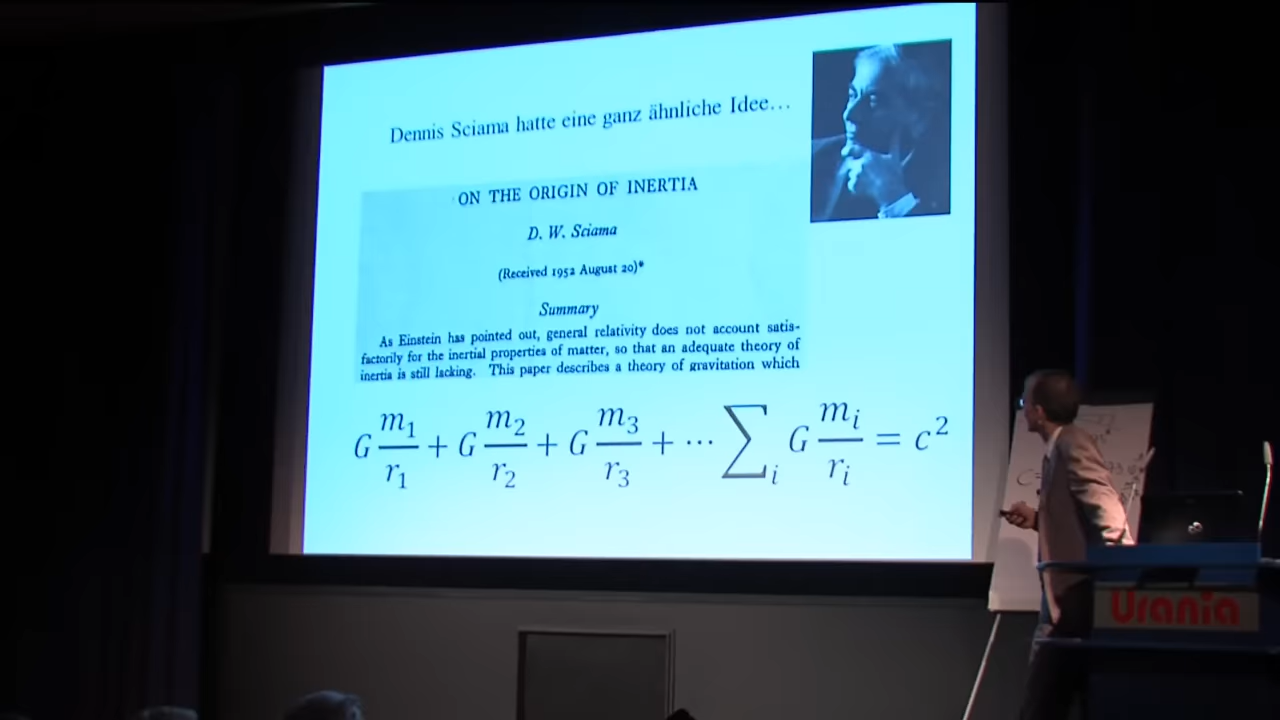 Dennis Sciama hatte eine ganz ähnliche Idee…
ON THE ORIGIN OF INERTIA
D. W. Sciama
(Received 1952 August 20)*
Summary
As Einstein has pointed out, general relativity does not account satis-
factorily for the inertial properties of matter, so that an adequate theory of
inertia is still lacking. This paper describes a theory of gravitation which
G m₁/r₁ + G m₂/r₂ + G m₃/r₃ + ⋯ ∑ᵢ G mᵢ/rᵢ = c²
Urania